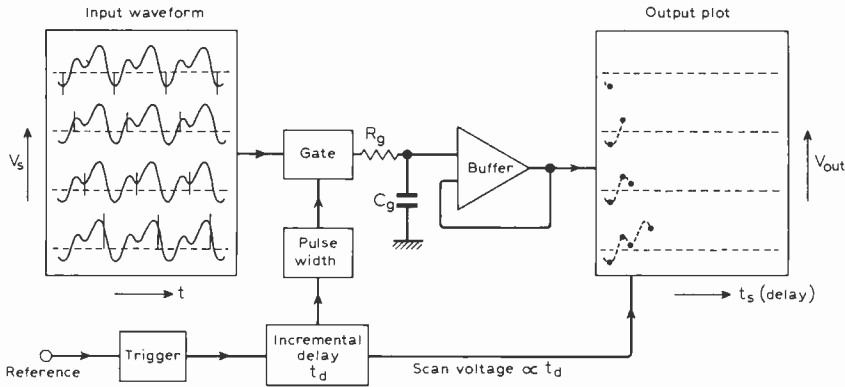 Input waveform
Output plot
Vs
t
Gate
Rg
Cg
Buffer
Vout
ts (delay)
Pulse
width
Reference
Trigger
Incremental
delay
td
Scan voltage ∝ td